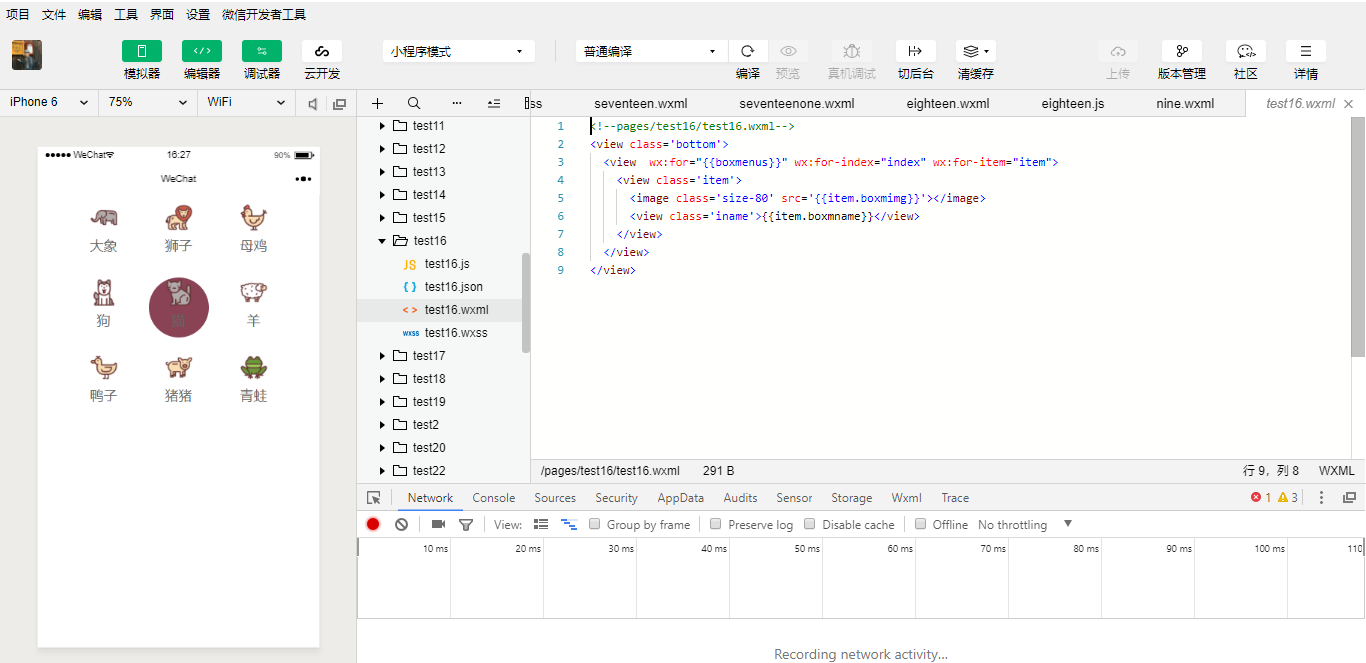 项目 文件 编辑 工具 界面 设置 微信开发者工具
模拟器 编辑器 调试器 云开发
小程序模式 普通编译
编译 预览 真机调试 切后台 清缓存
上传 版本管理 社区 详情
iPhone 6 75% WiFi
WeChat 16:27 90%
WeChat
大象 狮子 母鸡
狗 猫 羊
鸭子 猪猪 青蛙
test11
test12
test13
test14
test15
test16
JS test16.js
{ } test16.json
< > test16.wxml
wxss test16.wxss
test17
test18
test19
test2
test20
test22
ss seventeen.wxml seventeenone.wxml eighteen.wxml eighteen.js nine.wxml test16.wxml
1 <!--pages/test16/test16.wxml-->
2 <view class='bottom'>
3 <view  wx:for="{{boxmenus}}" wx:for-index="index" wx:for-item="item">
4 <view class='item'>
5 <image class='size-80' src='{{item.boxmimg}}'></image>
6 <view class='iname'>{{item.boxmname}}</view>
7 </view>
8 </view>
9 </view>
/pages/test16/test16.wxml 291 B 行 9，列 8 WXML
Network Console Sources Security AppData Audits Sensor Storage Wxml Trace 1 3
View: Group by frame Preserve log Disable cache Offline No throttling
10 ms 20 ms 30 ms 40 ms 50 ms 60 ms 70 ms 80 ms 90 ms 100 ms 110
Recording network activity…